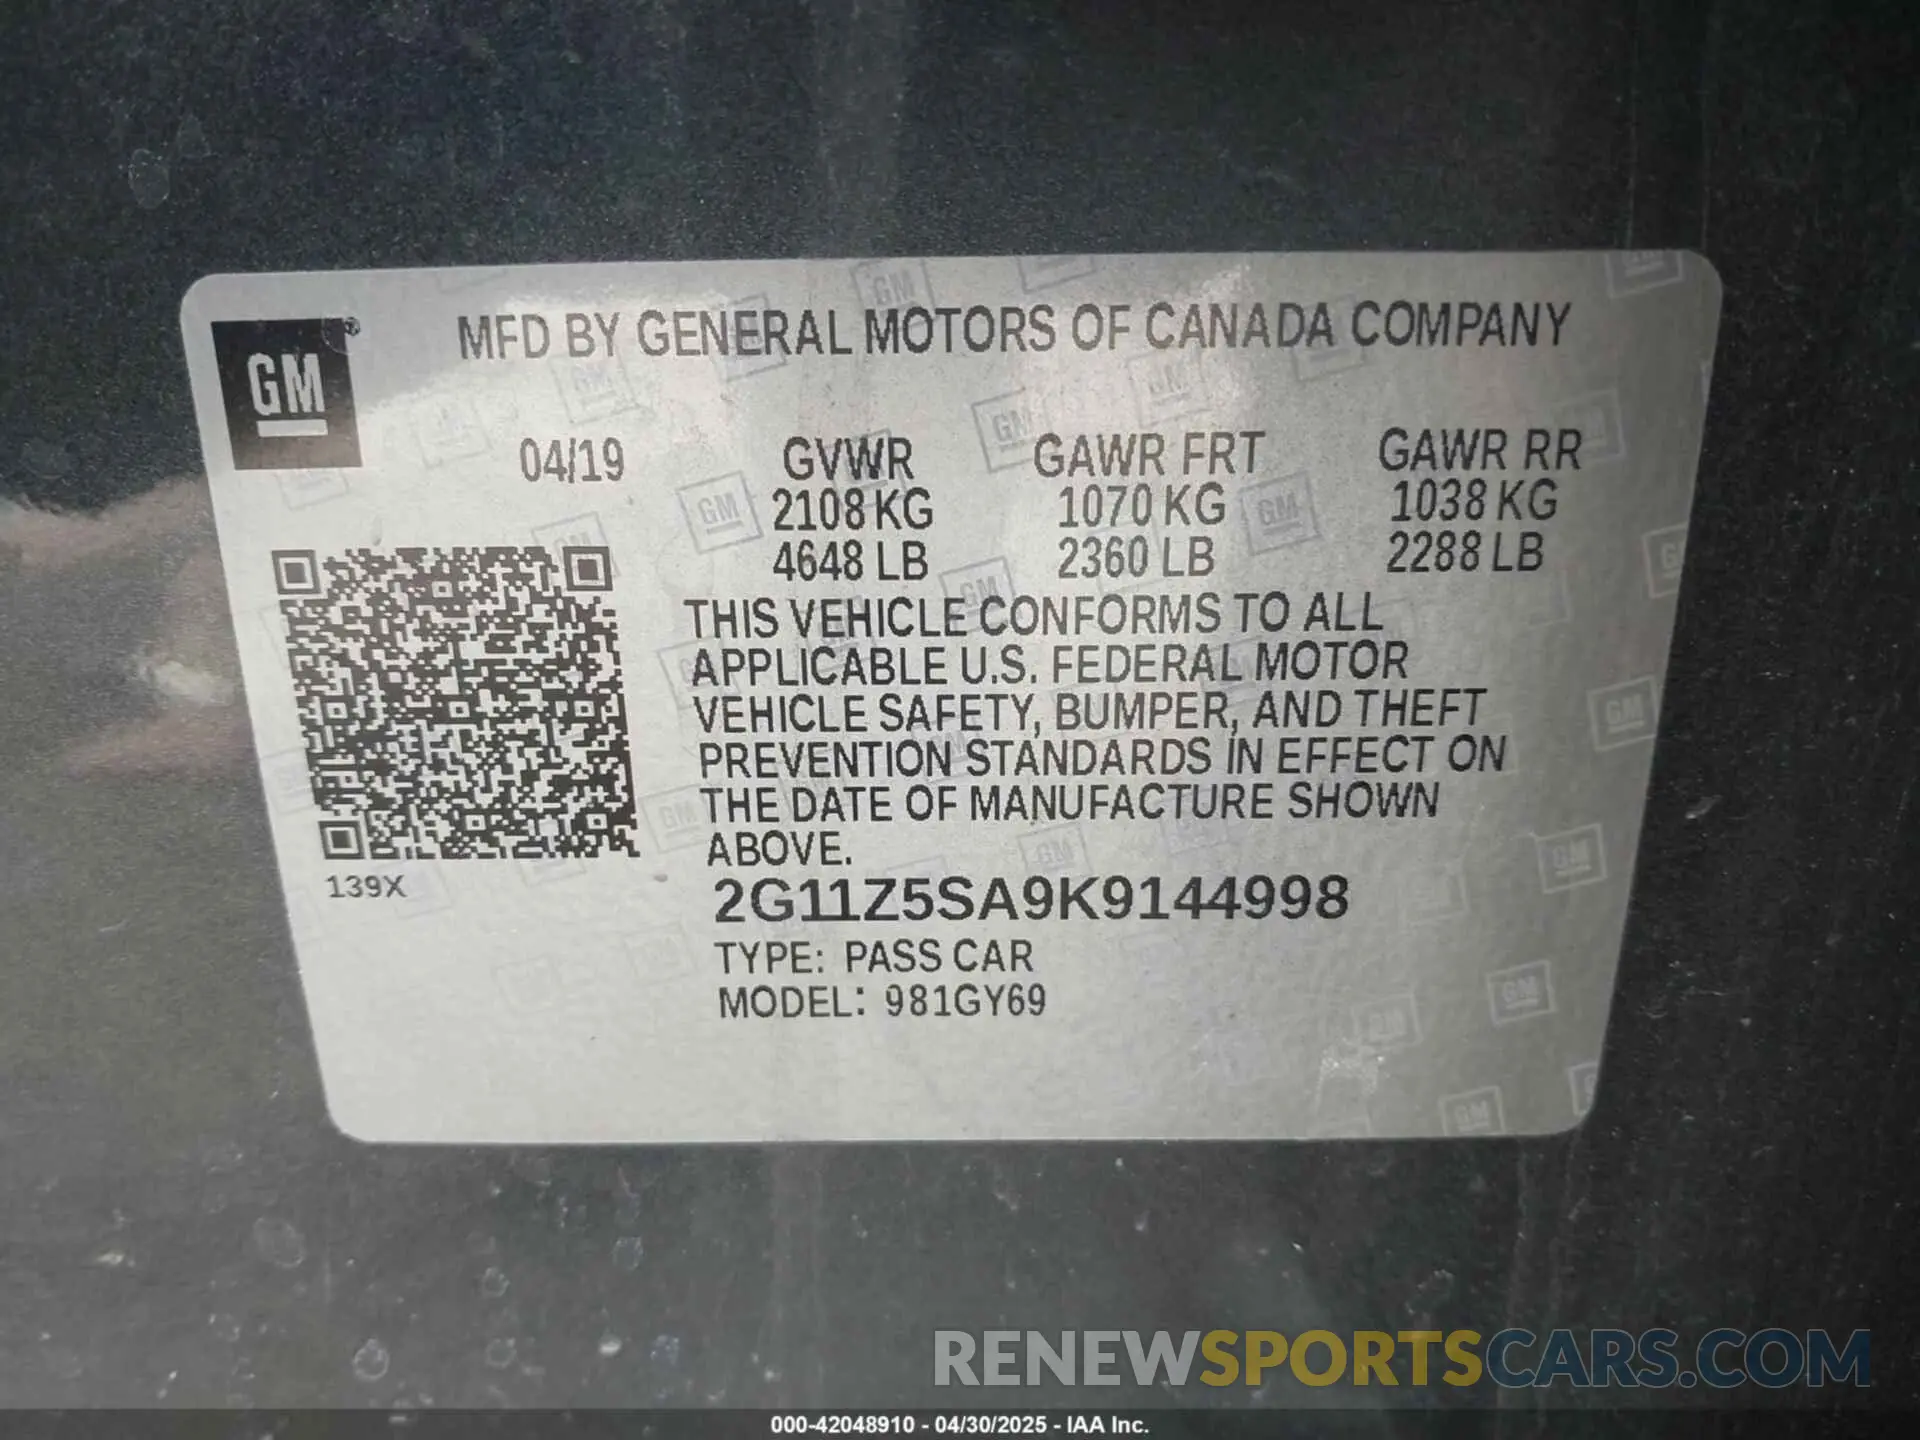 GM ®
MFD BY GENERAL MOTORS OF CANADA COMPANY
04/19 GVWR GAWR FRT GAWR RR
2108 KG 1070 KG 1038 KG
4648 LB 2360 LB 2288 LB
THIS VEHICLE CONFORMS TO ALL
APPLICABLE U.S. FEDERAL MOTOR
VEHICLE SAFETY, BUMPER, AND THEFT
PREVENTION STANDARDS IN EFFECT ON
THE DATE OF MANUFACTURE SHOWN
ABOVE.
139X
2G11Z5SA9K9144998
TYPE: PASS CAR
MODEL: 981GY69
RENEWSPORTSCARS.COM
000-42048910 - 04/30/2025 - IAA Inc.